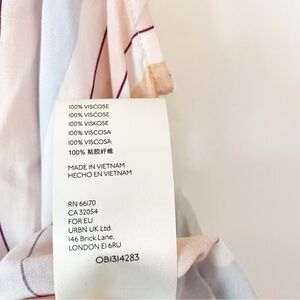 100% VISCOSE
100% VISCOSE
100% VISKOSE
100% VISCOSA
100% VISCOSA
100% 粘胶纤维
MADE IN VIETNAM
HECHO EN VIETNAM
RN 66170
CA 32054
FOR EU
URBN UK Ltd.
146 Brick Lane,
LONDON E1 6RU
OB1314283